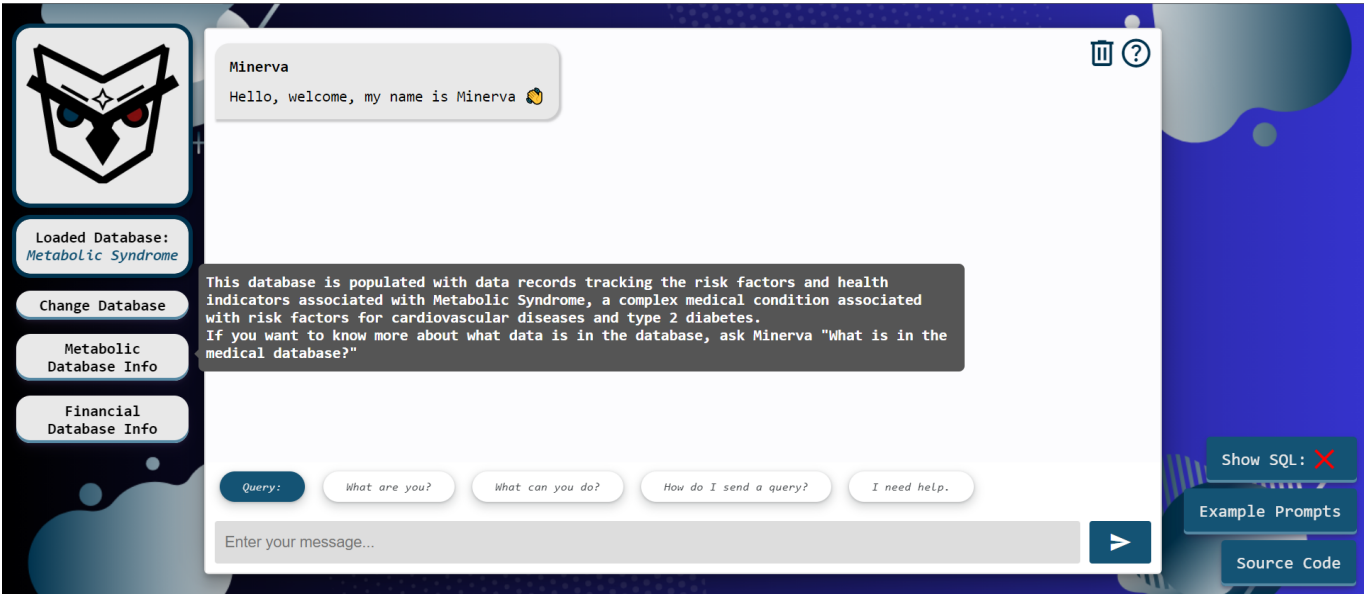 Minerva
Hello, welcome, my name is Minerva 👏
Loaded Database:
Metabolic Syndrome
Change Database
Metabolic
Database Info
Financial
Database Info
This database is populated with data records tracking the risk factors and health
indicators associated with Metabolic Syndrome, a complex medical condition associated
with risk factors for cardiovascular diseases and type 2 diabetes.
If you want to know more about what data is in the database, ask Minerva "What is in the
medical database?"
Query:
What are you?
What can you do?
How do I send a query?
I need help.
Enter your message...
Show SQL: ❌
Example Prompts
Source Code